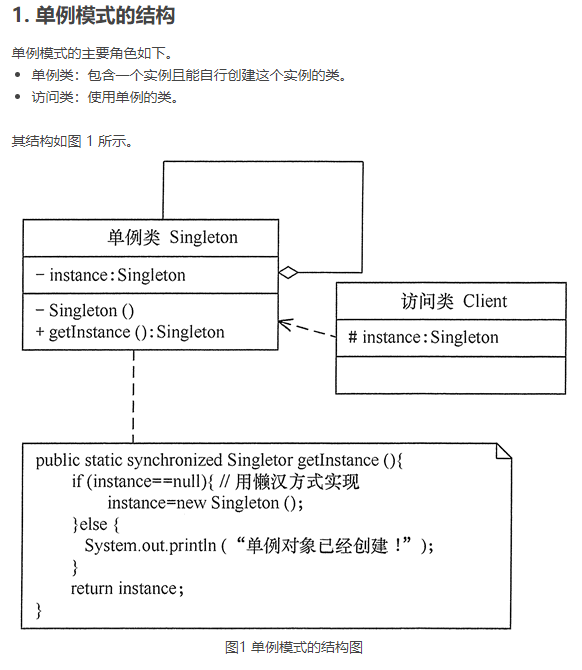 1. 单例模式的结构
单例模式的主要角色如下。
• 单例类：包含一个实例且能自行创建这个实例的类。
• 访问类：使用单例的类。
其结构如图 1 所示。
单例类 Singleton
− instance:Singleton
− Singleton ()
+ getInstance ():Singleton
访问类 Client
# instance:Singleton
public static synchronized Singletor getInstance (){
if (instance==null){ // 用懒汉方式实现
instance=new Singleton ();
}else {
System.out.println (“单例对象已经创建！”);
}
return instance;
}
图1 单例模式的结构图